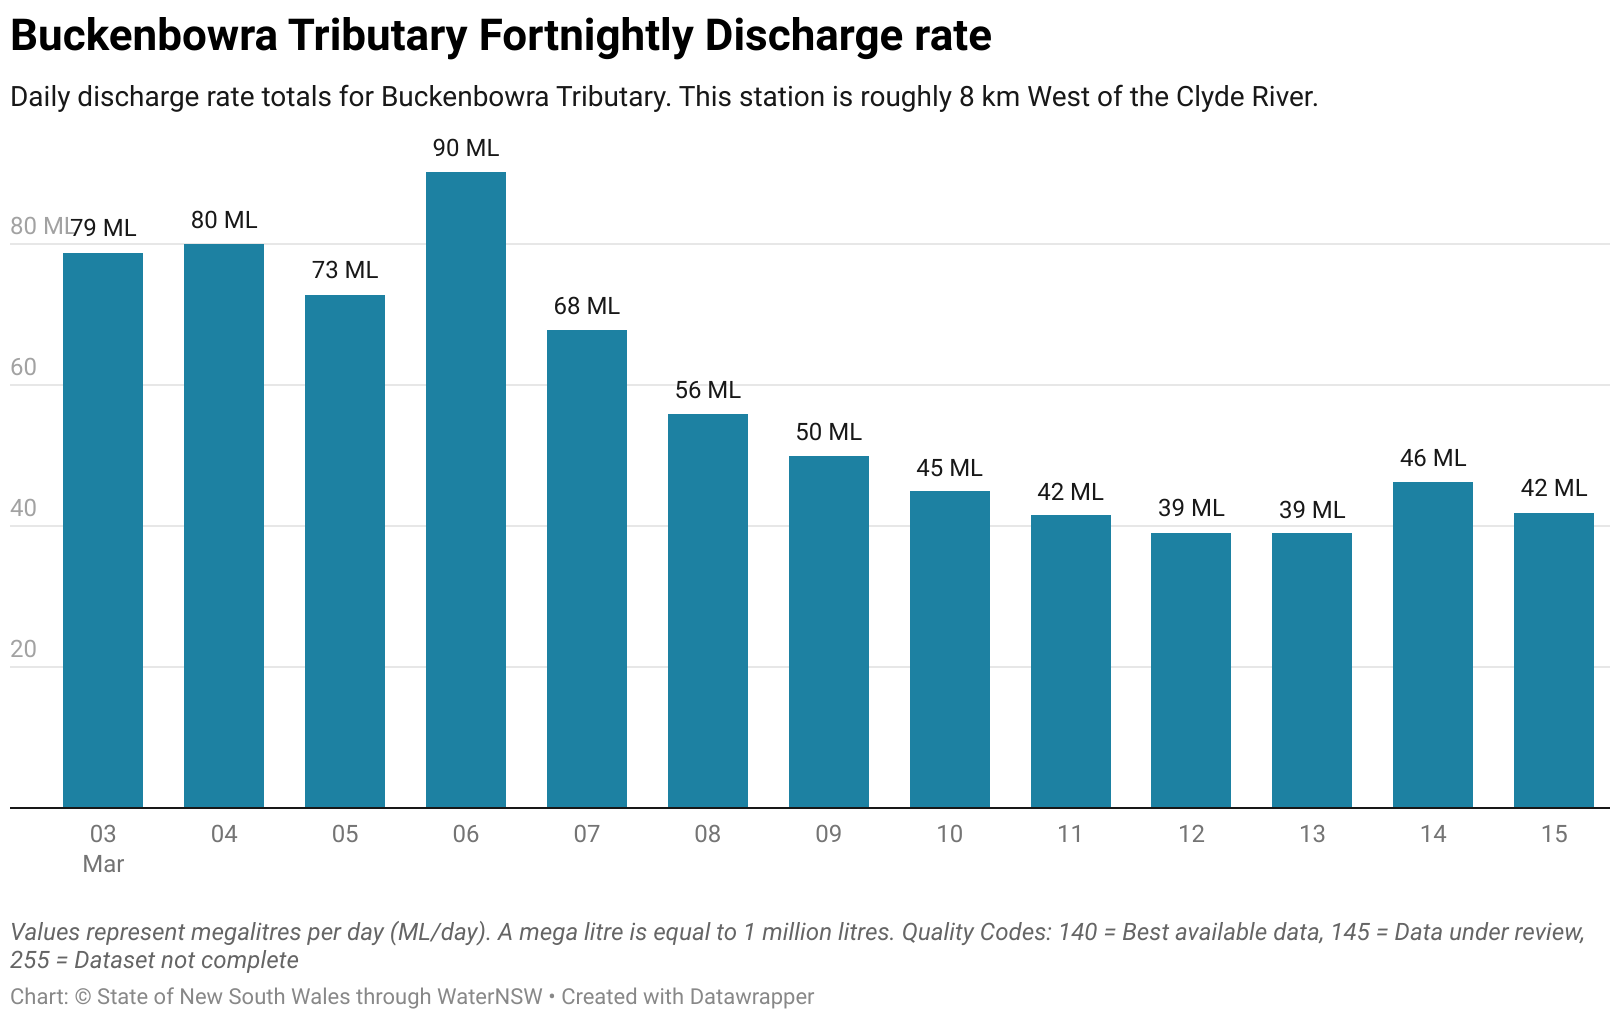 Buckenbowra Tributary Fortnightly Discharge rate
Daily discharge rate totals for Buckenbowra Tributary. This station is roughly 8 km West of the Clyde River.
90 ML
80 ML
79 ML
80 ML
73 ML
68 ML
60
56 ML
50 ML
45 ML
42 ML
39 ML
39 ML
46 ML
42 ML
40
20
03 04 05 06 07 08 09 10 11 12 13 14 15
Mar
Values represent megalitres per day (ML/day). A mega litre is equal to 1 million litres. Quality Codes: 140 = Best available data, 145 = Data under review,
255 = Dataset not complete
Chart: © State of New South Wales through WaterNSW • Created with Datawrapper